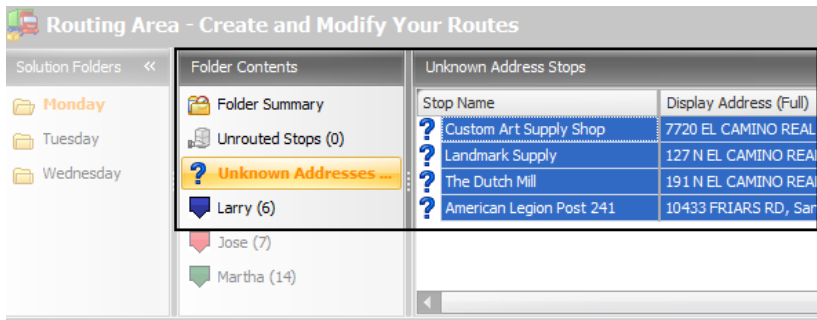 Routing Area - Create and Modify Your Routes
Solution Folders «
Monday
Tuesday
Wednesday
Folder Contents
Folder Summary
Unrouted Stops (0)
Unknown Addresses ...
Larry (6)
Jose (7)
Martha (14)
Unknown Address Stops
Stop Name Display Address (Full)
? Custom Art Supply Shop 7720 EL CAMINO REAL
? Landmark Supply 127 N EL CAMINO REA
? The Dutch Mill 191 N EL CAMINO REA
? American Legion Post 241 10433 FRIARS RD, San